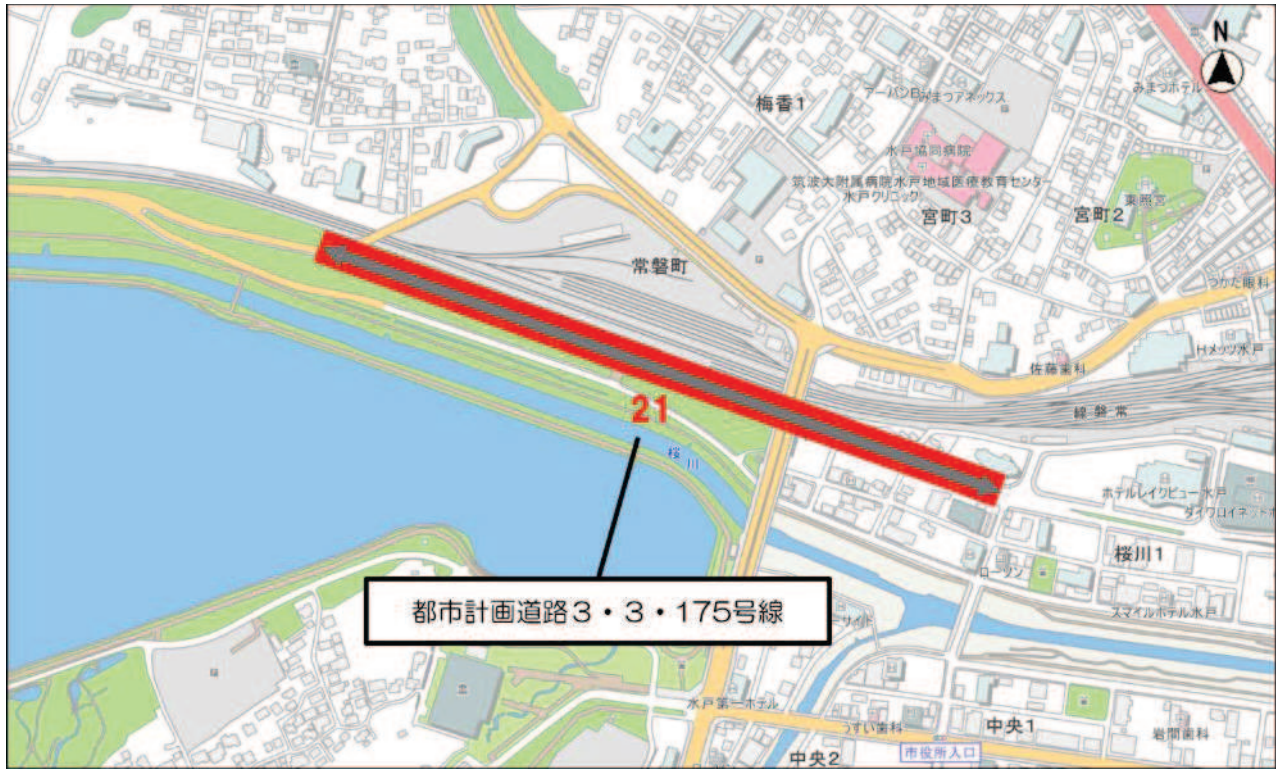 N
みまつホテル
アーバンB
みまつアネックス
梅香1
水戸協同病院
東照宮
筑波大附属病院水戸地域医療教育センター
水戸クリニック
宮町3
宮町2
常磐町
つかだ眼科
Hメッツ水戸
佐藤歯科
線磐常
21
桜川
ホテルレイクビュー水戸
ダイワロイネットホ
桜川1
ローソン
都市計画道路3・3・175号線
スマイルホテル水戸
ーサイド
水戸第一ホテル
うすい歯科
中央1
岩間歯科
市役所入口
中央2